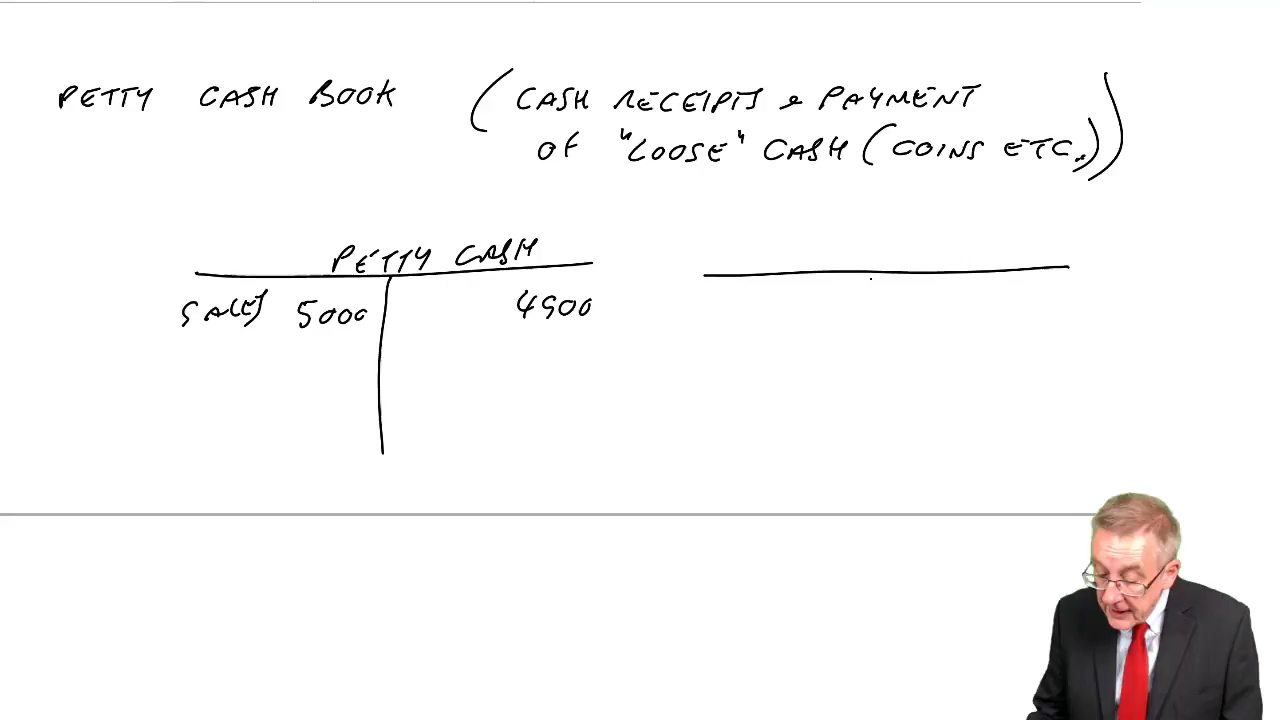 PETTY CASH BOOK (CASH RECEIPTS & PAYMENT
OF "LOOSE" CASH (COINS ETC.))
PETTY CASH
SALES 5000 4900